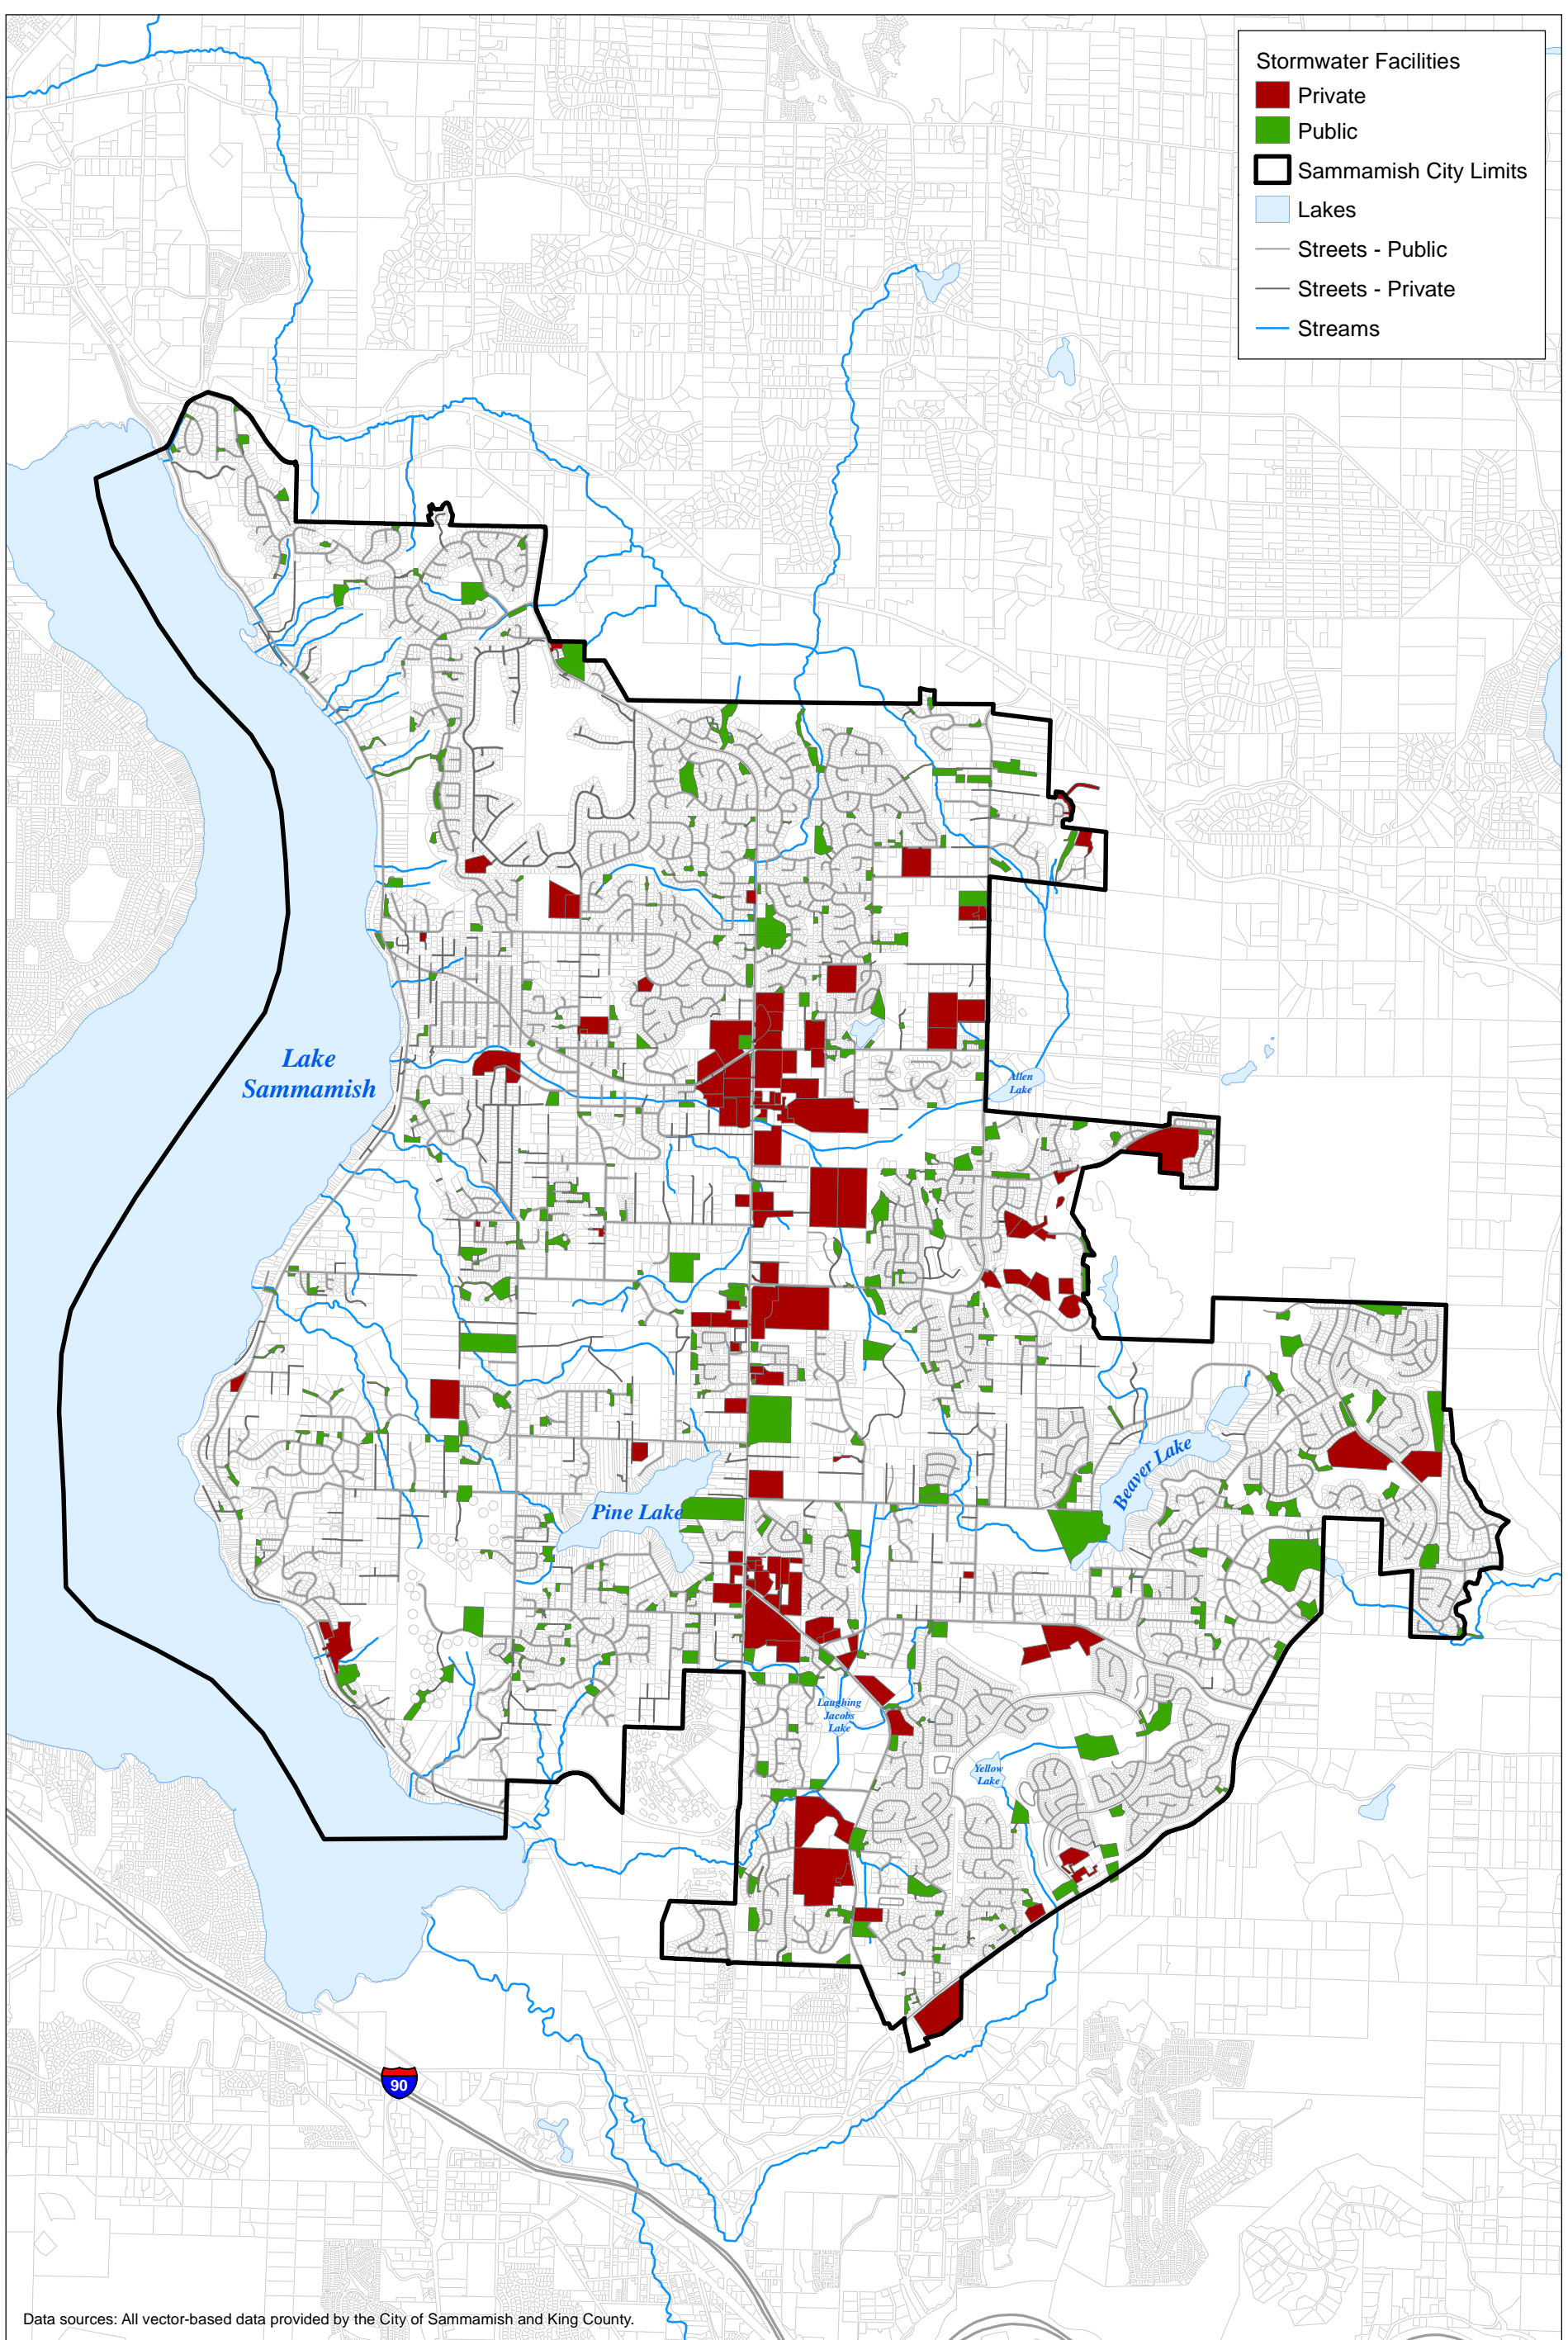 Stormwater Facilities
Private
Public
Sammamish City Limits
Lakes
Streets - Public
Streets - Private
Streams
Lake
Sammamish
Allen
Lake
Beaver Lake
Pine Lake
Laughing
Jacobs
Lake
Yellow
Lake
90
Data sources: All vector-based data provided by the City of Sammamish and King County.